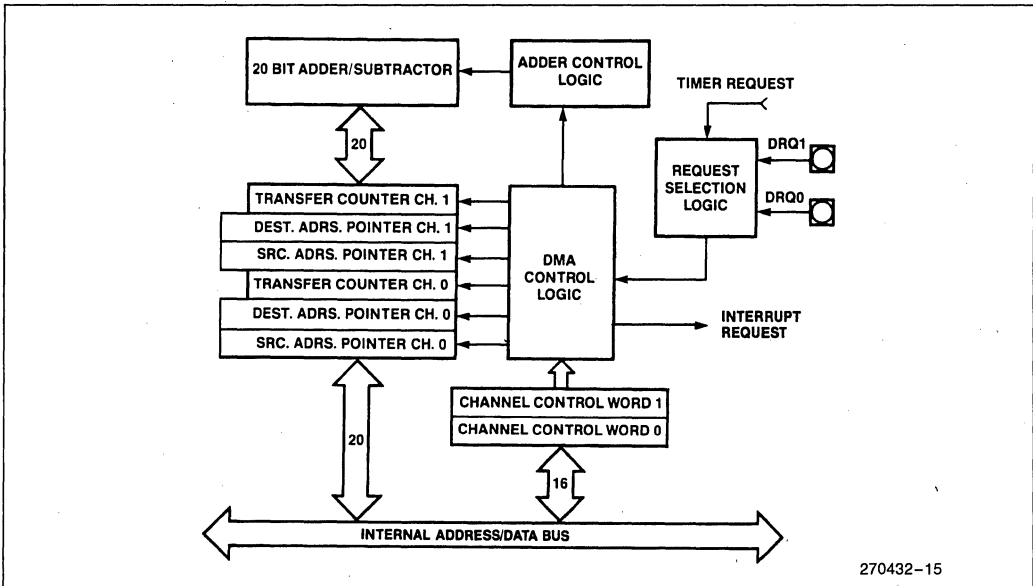 20 BIT ADDER/SUBTRACTOR
ADDER CONTROL
LOGIC
TIMER REQUEST
20
DRQ1
REQUEST
SELECTION
LOGIC
DRQ0
TRANSFER COUNTER CH. 1
DEST. ADRS. POINTER CH. 1
SRC. ADRS. POINTER CH. 1
TRANSFER COUNTER CH. 0
DEST. ADRS. POINTER CH. 0
SRC. ADRS. POINTER CH. 0
DMA
CONTROL
LOGIC
INTERRUPT
REQUEST
CHANNEL CONTROL WORD 1
CHANNEL CONTROL WORD 0
20
16
INTERNAL ADDRESS/DATA BUS
270432-15